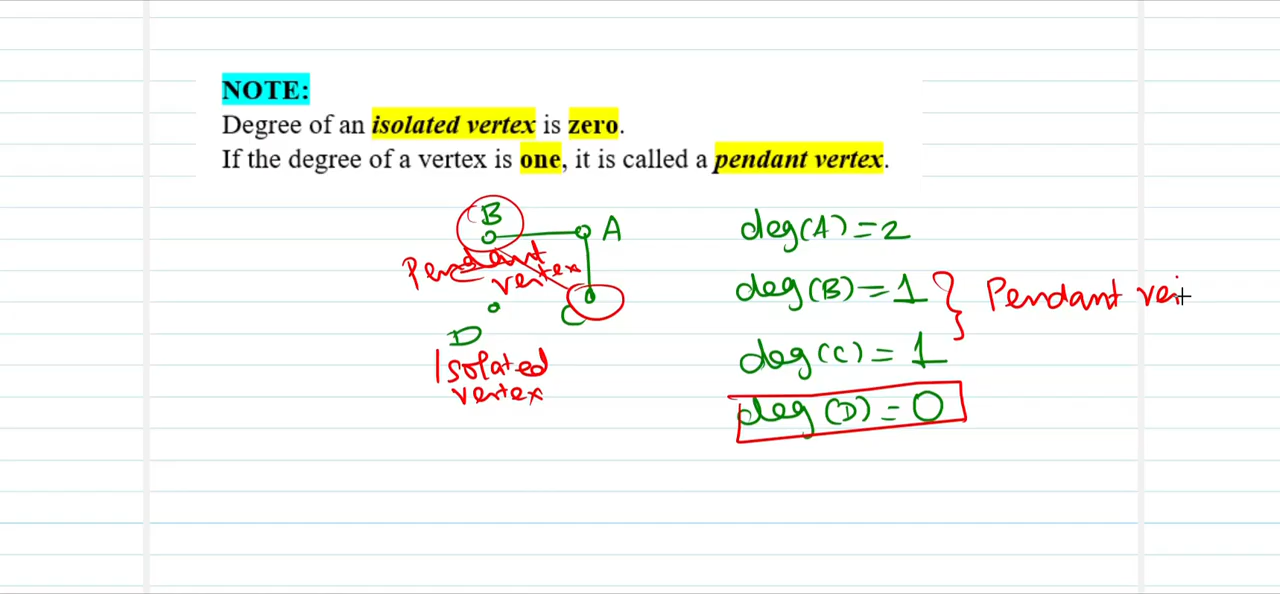 NOTE:
Degree of an isolated vertex is zero.
If the degree of a vertex is one, it is called a pendant vertex.
B
A
Pendant
vertex
C
D
Isolated
vertex
deg(A) = 2
deg(B) = 1 } Pendant vert
deg(C) = 1
deg(D) = 0